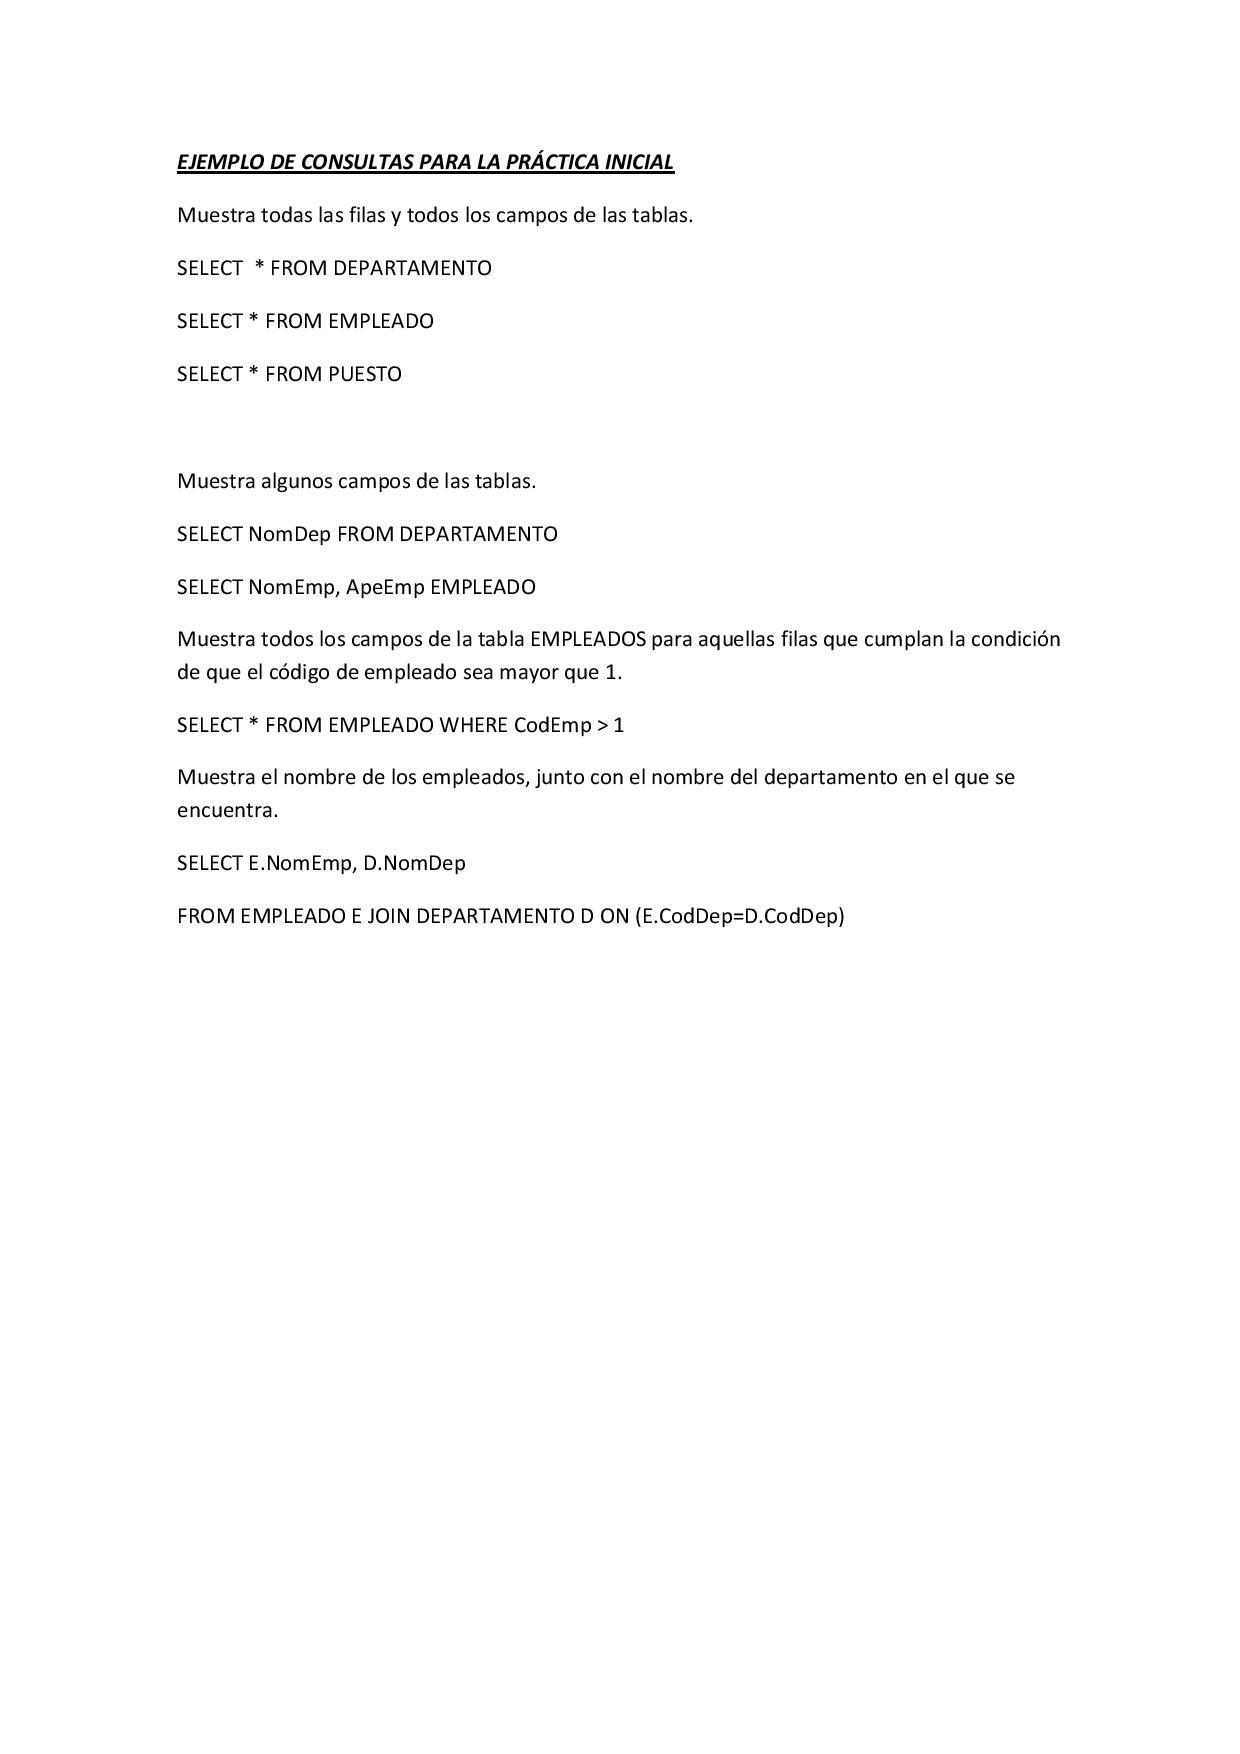 EJEMPLO DE CONSULTAS PARA LA PRÁCTICA INICIAL
Muestra todas las filas y todos los campos de las tablas.
SELECT  * FROM DEPARTAMENTO
SELECT * FROM EMPLEADO
SELECT * FROM PUESTO
Muestra algunos campos de las tablas.
SELECT NomDep FROM DEPARTAMENTO
SELECT NomEmp, ApeEmp EMPLEADO
Muestra todos los campos de la tabla EMPLEADOS para aquellas filas que cumplan la condición
de que el código de empleado sea mayor que 1.
SELECT * FROM EMPLEADO WHERE CodEmp > 1
Muestra el nombre de los empleados, junto con el nombre del departamento en el que se
encuentra.
SELECT E.NomEmp, D.NomDep
FROM EMPLEADO E JOIN DEPARTAMENTO D ON (E.CodDep=D.CodDep)